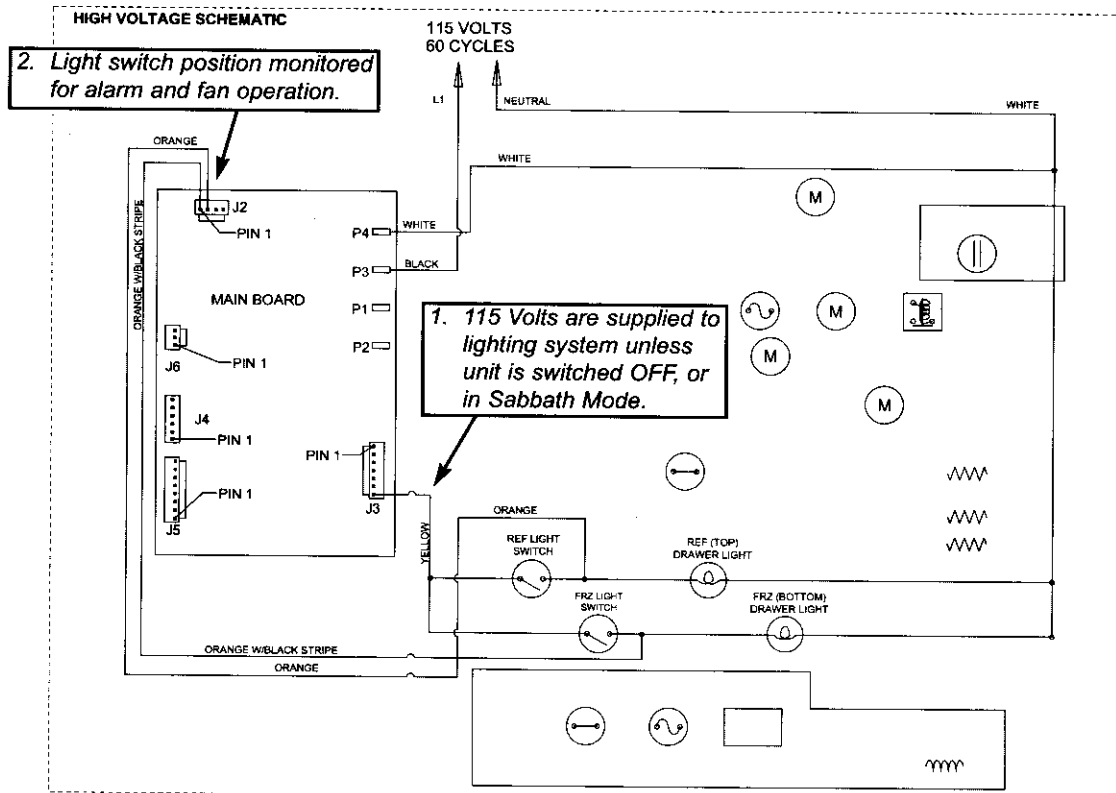 HIGH VOLTAGE SCHEMATIC
115 VOLTS
60 CYCLES
2. Light switch position monitored
for alarm and fan operation.
L1
NEUTRAL
WHITE
ORANGE
WHITE
ORANGE W/BLACK STRIPE
J2
PIN 1
P4
WHITE
P3
BLACK
MAIN BOARD
P1
P2
1. 115 Volts are supplied to
lighting system unless
unit is switched OFF, or
in Sabbath Mode.
M
M
M
M
J6
PIN 1
J4
PIN 1
PIN 1
J5
PIN 1
J3
YELLOW
ORANGE
REF LIGHT
SWITCH
REF (TOP)
DRAWER LIGHT
FRZ LIGHT
SWITCH
FRZ (BOTTOM)
DRAWER LIGHT
ORANGE W/BLACK STRIPE
ORANGE